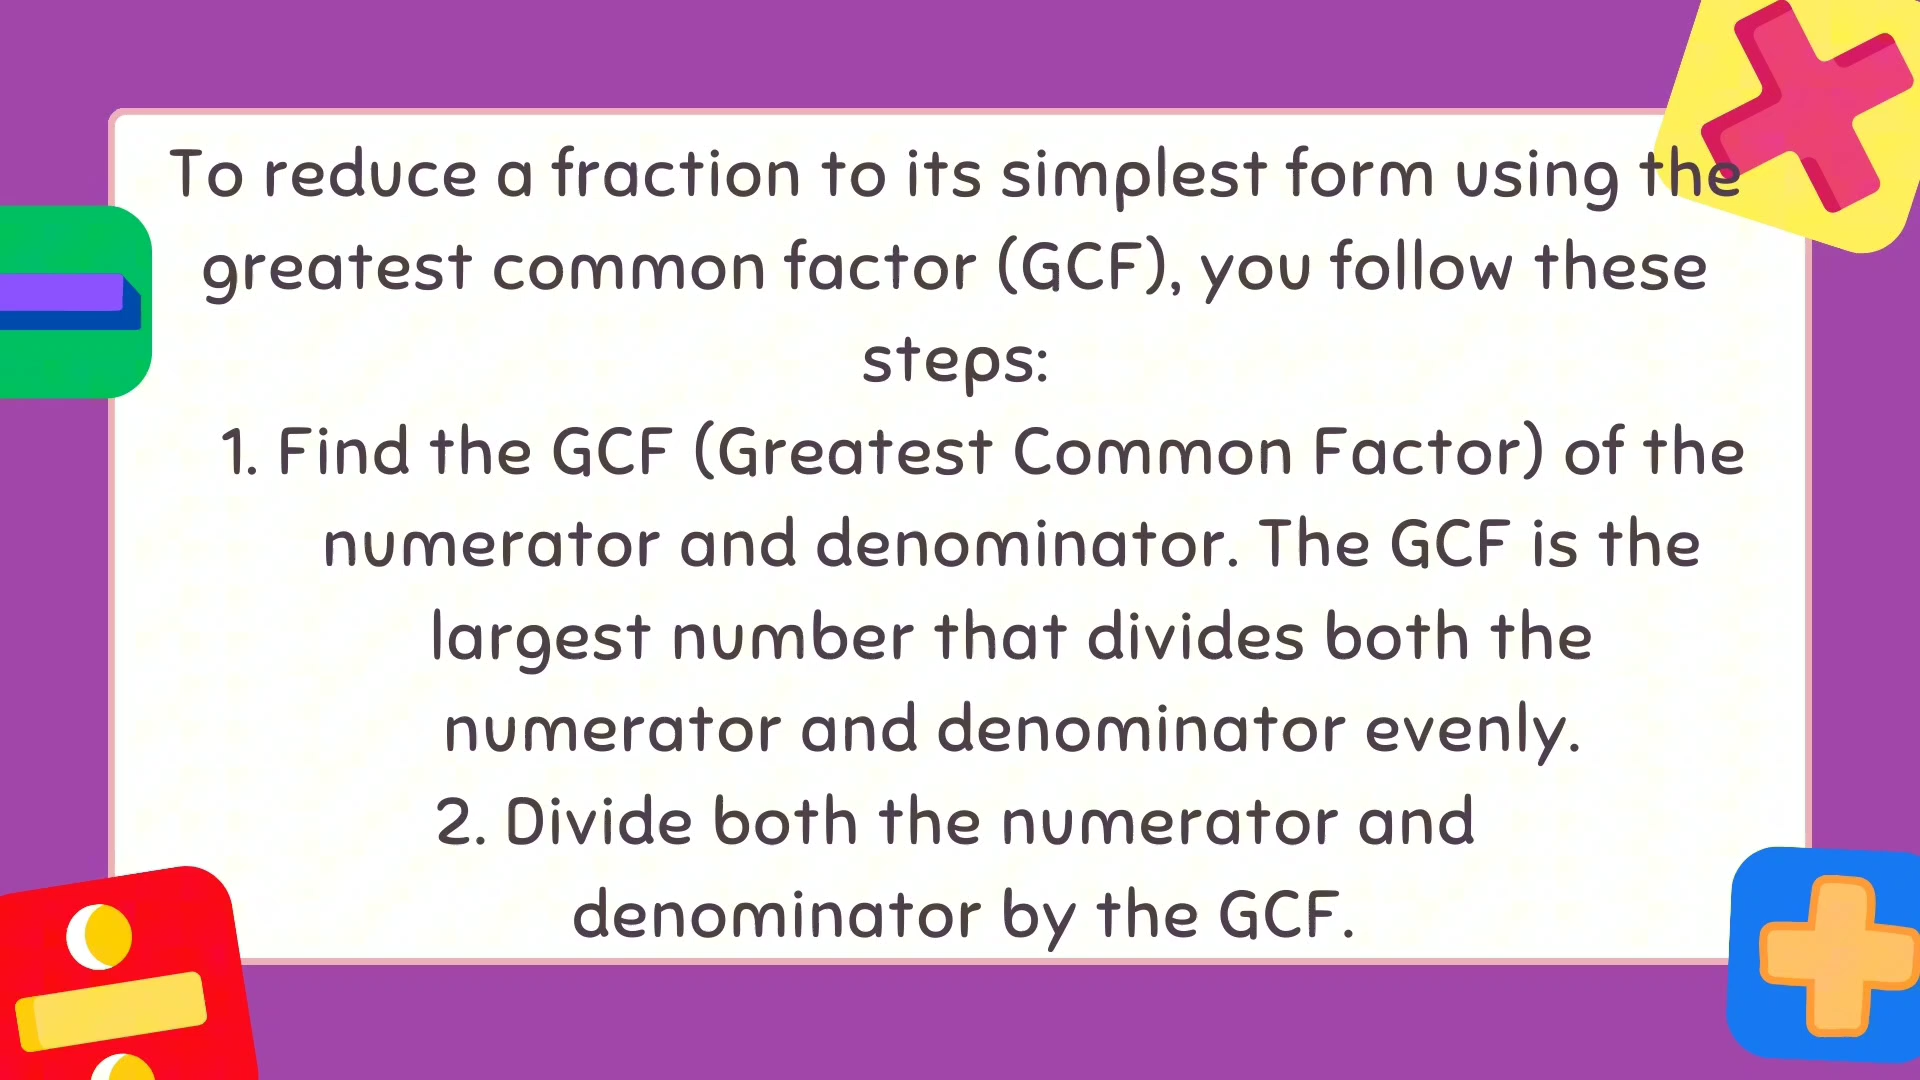 To reduce a fraction to its simplest form using the
greatest common factor (GCF), you follow these
steps:
1. Find the GCF (Greatest Common Factor) of the
numerator and denominator. The GCF is the
largest number that divides both the
numerator and denominator evenly.
2. Divide both the numerator and
denominator by the GCF.